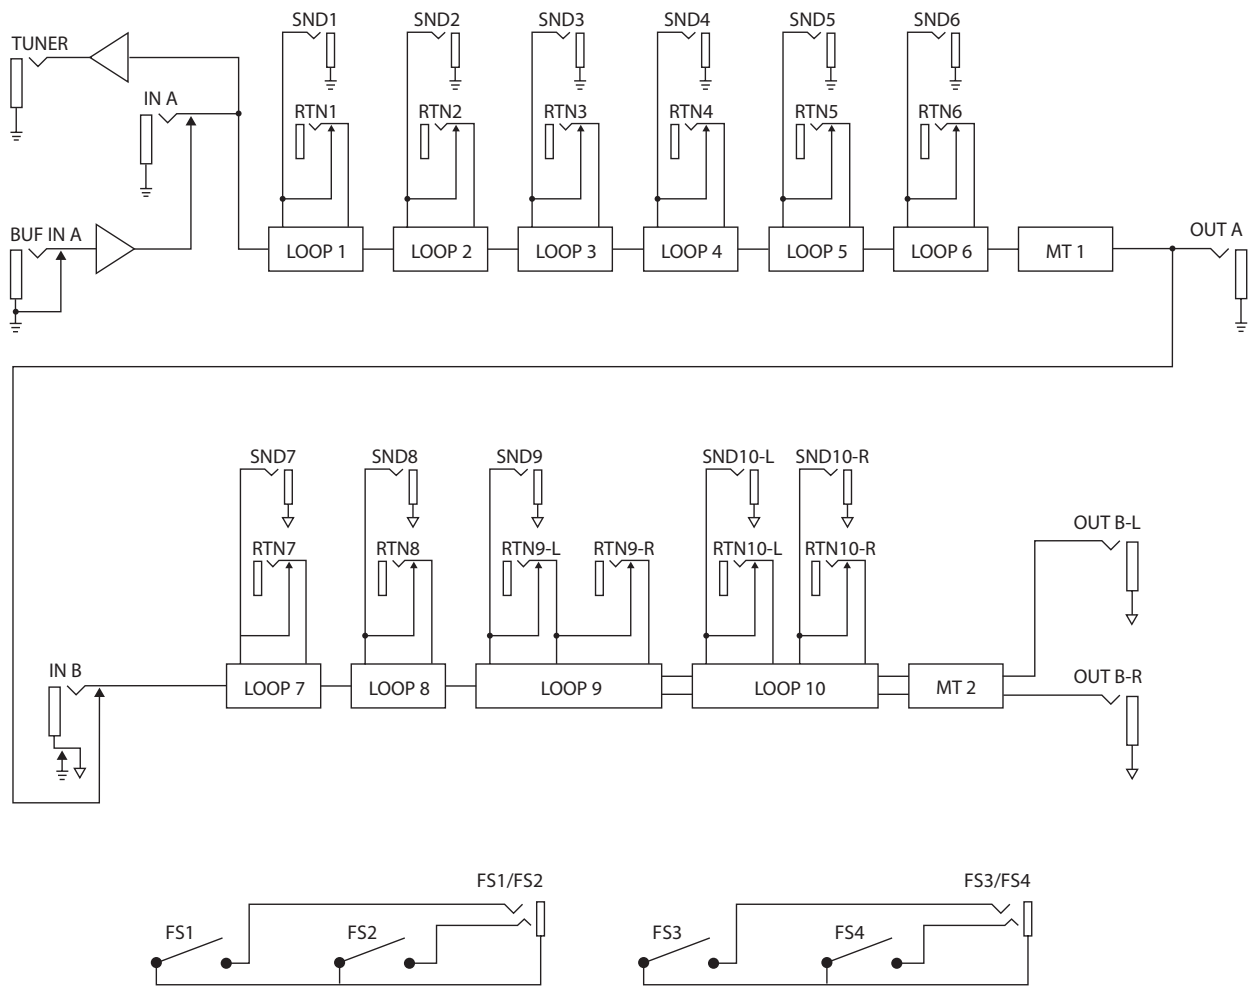 SND1 SND2 SND3 SND4 SND5 SND6
TUNER
IN A
RTN1 RTN2 RTN3 RTN4 RTN5 RTN6
BUF IN A
OUT A
LOOP 1 LOOP 2 LOOP 3 LOOP 4 LOOP 5 LOOP 6 MT 1
SND7 SND8 SND9 SND10-L SND10-R
OUT B-L
RTN7 RTN8 RTN9-L RTN9-R RTN10-L RTN10-R
IN B
OUT B-R
LOOP 7 LOOP 8 LOOP 9 LOOP 10 MT 2
FS1/FS2 FS3/FS4
FS1 FS2 FS3 FS4